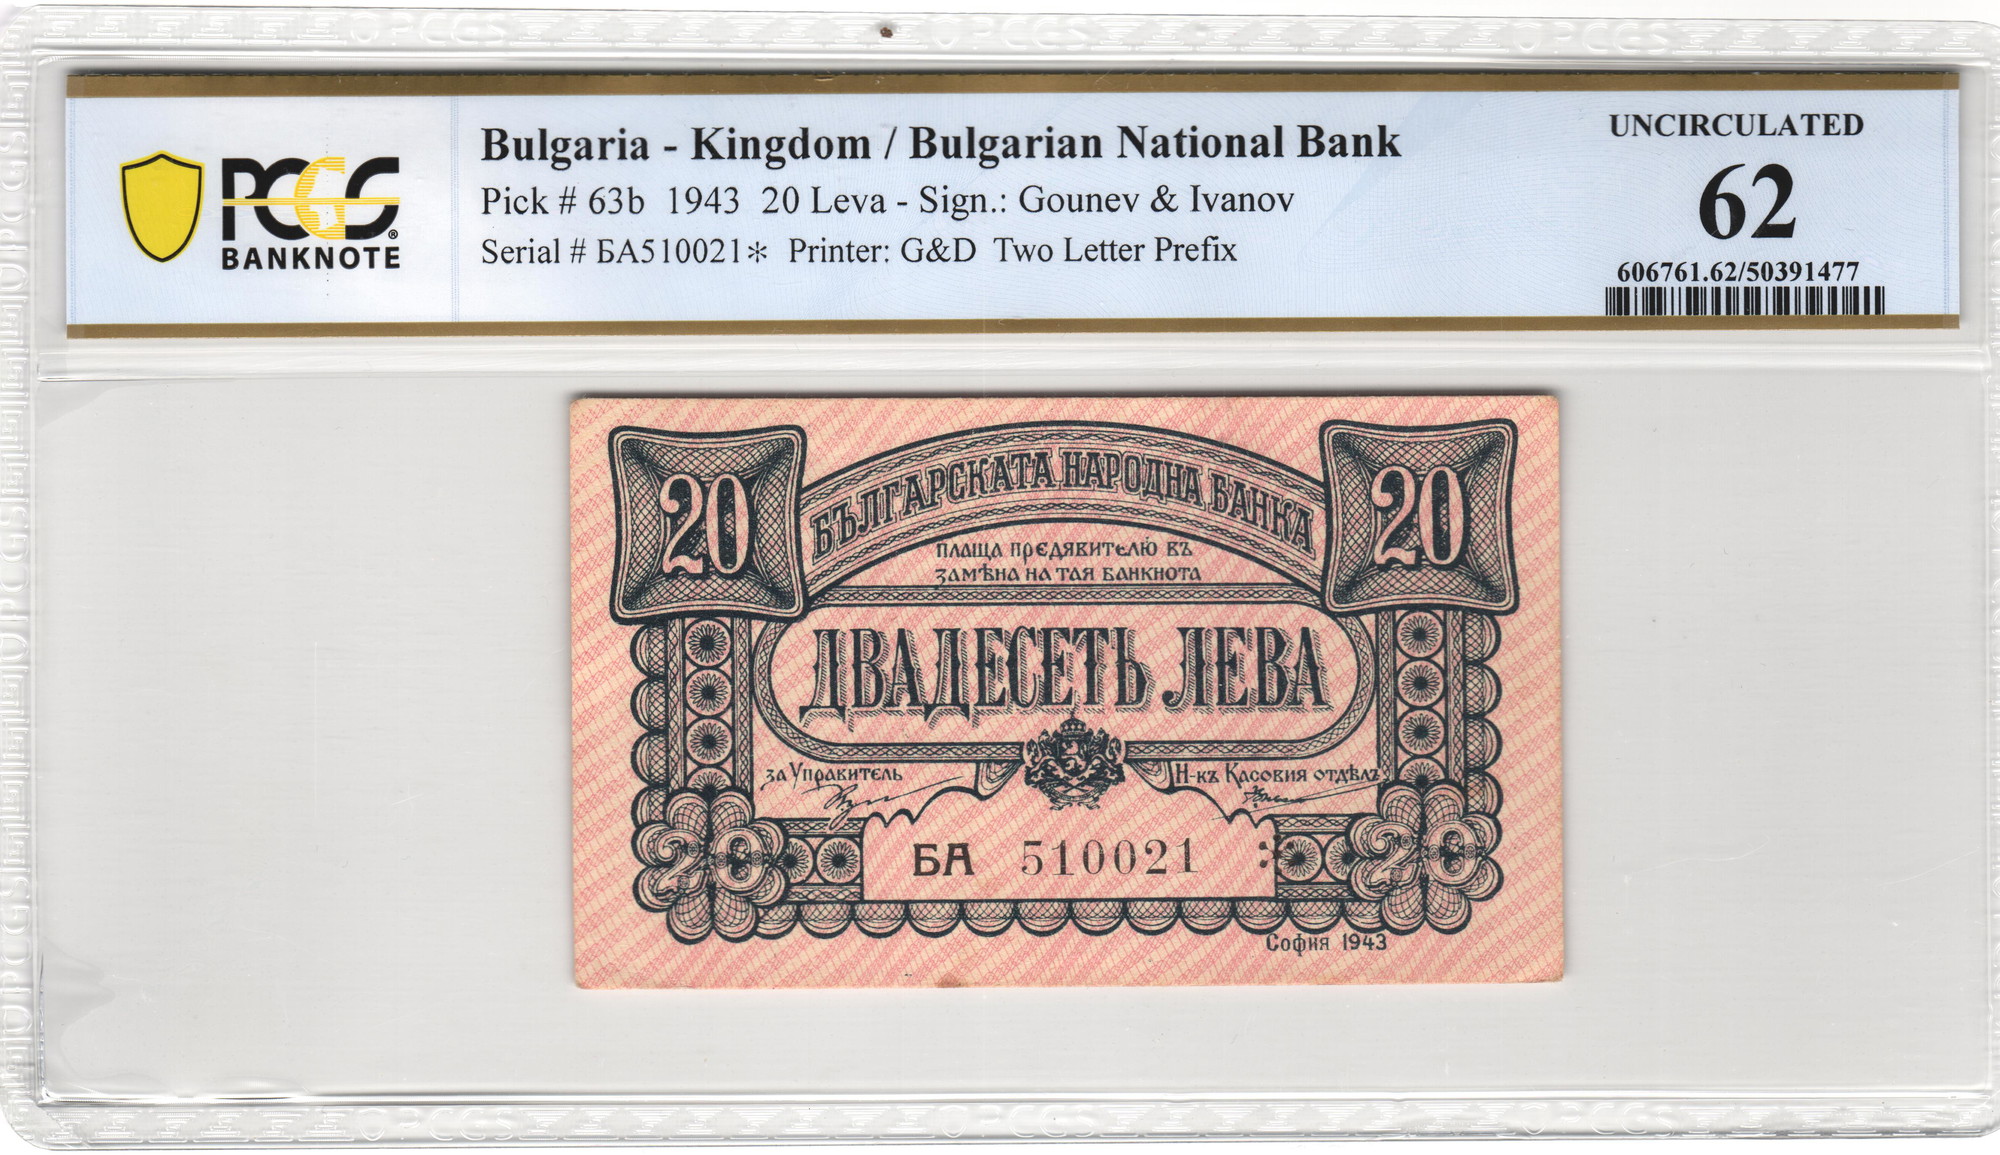 PCGS
BANKNOTE
Bulgaria - Kingdom / Bulgarian National Bank
Pick # 63b 1943 20 Leva - Sign.: Gounev & Ivanov
Serial # БА510021* Printer: G&D Two Letter Prefix
UNCIRCULATED
62
606761.62/50391477
20
БЪЛГАРСКАТА НАРОДНА БАНКА
20
ПЛАЩА ПРЕДЯВИТЕЛЮ ВЪ
ЗАМѢНА НА ТАЯ БАНКНОТА
ДВАДЕСЕТЬ ЛЕВА
за Управитель
Н-къ Касовия отдѣлъ
БА 510021 *
20
20
София 1943